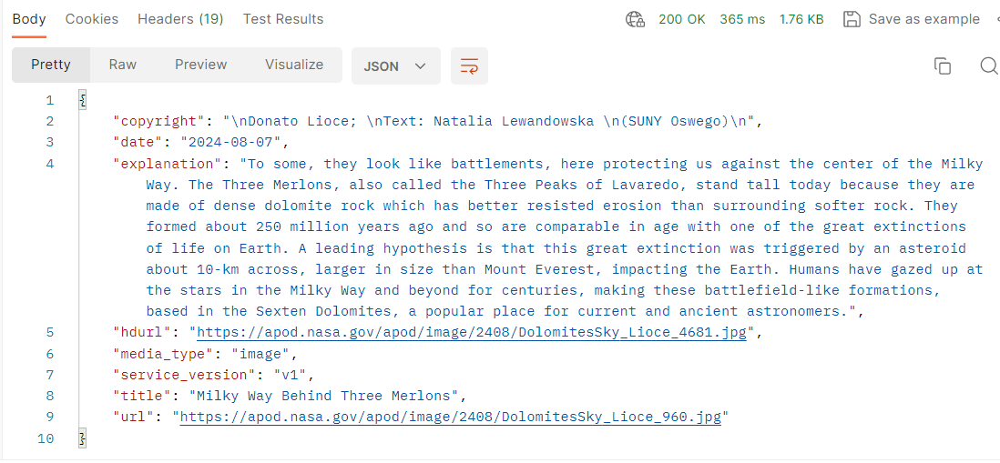 Body Cookies Headers (19) Test Results 200 OK 365 ms 1.76 KB Save as example
Pretty Raw Preview Visualize JSON
1 {
2 "copyright": "\nDonato Lioce; \nText: Natalia Lewandowska \n(SUNY Oswego)\n",
3 "date": "2024-08-07",
4 "explanation": "To some, they look like battlements, here protecting us against the center of the Milky
Way. The Three Merlons, also called the Three Peaks of Lavaredo, stand tall today because they are
made of dense dolomite rock which has better resisted erosion than surrounding softer rock. They
formed about 250 million years ago and so are comparable in age with one of the great extinctions
of life on Earth. A leading hypothesis is that this great extinction was triggered by an asteroid
about 10-km across, larger in size than Mount Everest, impacting the Earth. Humans have gazed up at
the stars in the Milky Way and beyond for centuries, making these battlefield-like formations,
based in the Sexten Dolomites, a popular place for current and ancient astronomers.",
5 "hdurl": "https://apod.nasa.gov/apod/image/2408/DolomitesSky_Lioce_4681.jpg",
6 "media_type": "image",
7 "service_version": "v1",
8 "title": "Milky Way Behind Three Merlons",
9 "url": "https://apod.nasa.gov/apod/image/2408/DolomitesSky_Lioce_960.jpg"
10 }